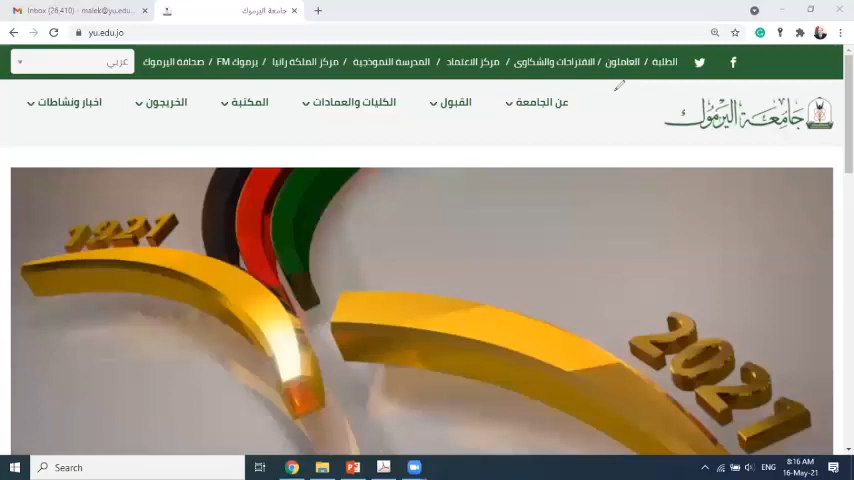 Inbox (26,410) - malek@yu.edu.
جامعة اليرموك
yu.edu.jo
الطلبة / العاملون / الاقتراحات والشكاوى / مركز الاعتماد / المدرسة النموذجية / مركز الملكة رانيا / يرموك FM / صحافة اليرموك
عربي
جامعة اليرموك
عن الجامعة
القبول
الكليات والعمادات
المكتبة
الخريجون
اخبار ونشاطات
1921
2021
Search
ENG
8:16 AM
16-May-21